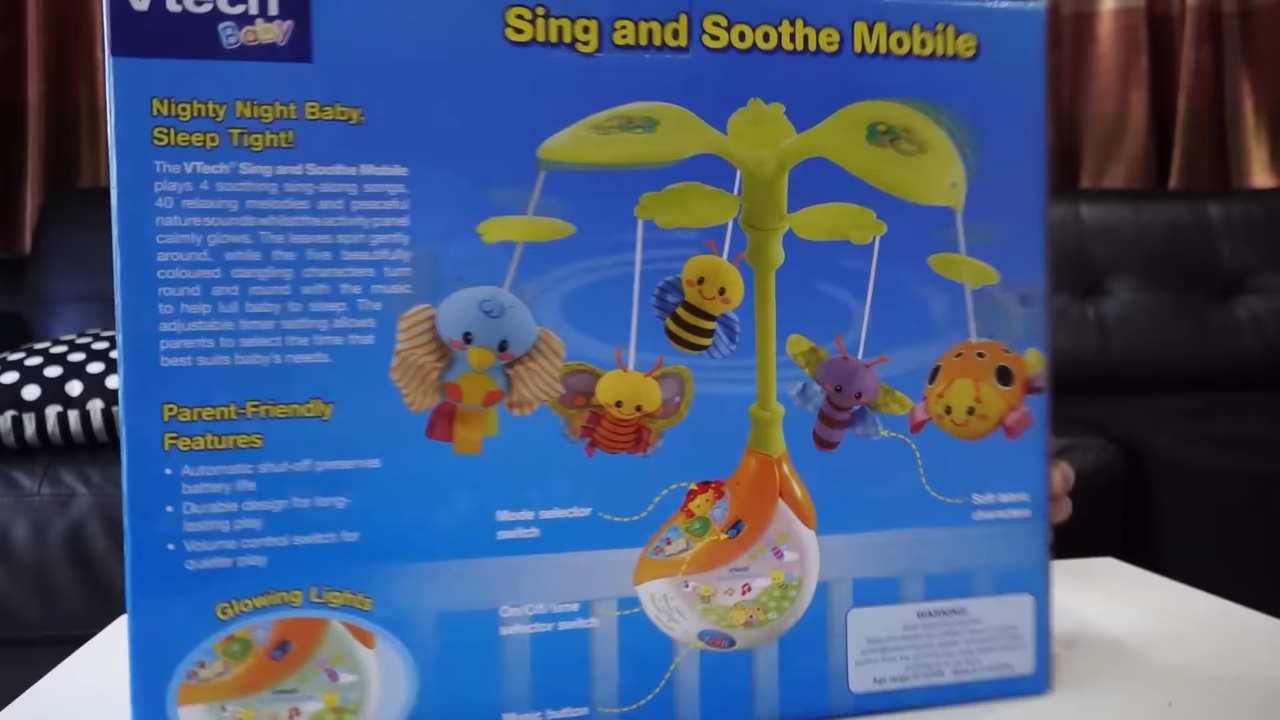 Vtech
Baby
Sing and Soothe Mobile
Nighty Night Baby,
Sleep Tight!
The VTech® Sing and Soothe Mobile
plays 4 soothing sing-along songs,
40 relaxing melodies and peaceful
nature sounds whilst the activity panel
calmly glows. The leaves spin gently
around, while the five beautifully
coloured dangling characters turn
round and round with the music
to help lull baby to sleep. The
adjustable timer setting allows
parents to select the time that
best suits baby's needs.
Parent-Friendly
Features
• Automatic shut-off preserves
battery life
• Durable design for long-
lasting play
• Volume control switch for
quieter play
Mode selector
switch
Soft fabric
characters
Glowing Lights
On/Off/time
selector switch
Music button
WARNING: